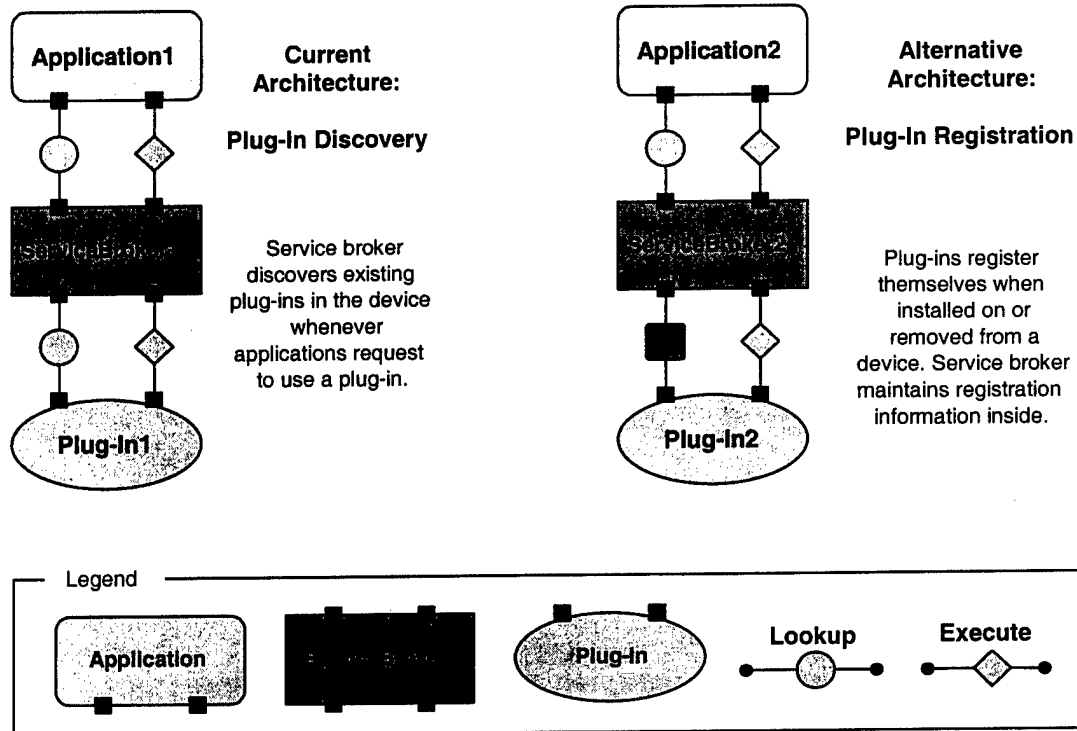 Application1
Current
Architecture:
Plug-In Discovery
Service broker
discovers existing
plug-ins in the device
whenever
applications request
to use a plug-in.
Plug-In1
Application2
Alternative
Architecture:
Plug-In Registration
ServiceBroker2
Plug-ins register
themselves when
installed on or
removed from a
device. Service broker
maintains registration
information inside.
Plug-In2
Legend
Application
Plug-In
Lookup
Execute